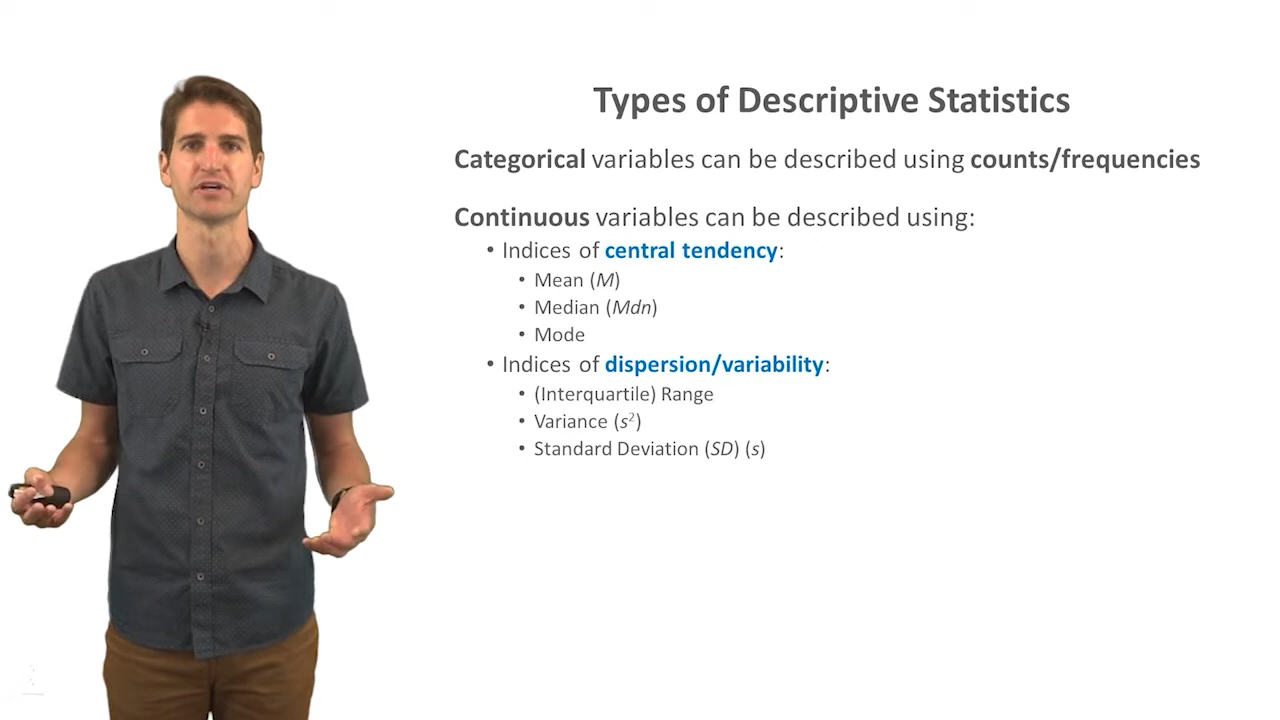 Types of Descriptive Statistics
Categorical variables can be described using counts/frequencies
Continuous variables can be described using:
• Indices of central tendency:
• Mean (M)
• Median (Mdn)
• Mode
• Indices of dispersion/variability:
• (Interquartile) Range
• Variance (s²)
• Standard Deviation (SD) (s)